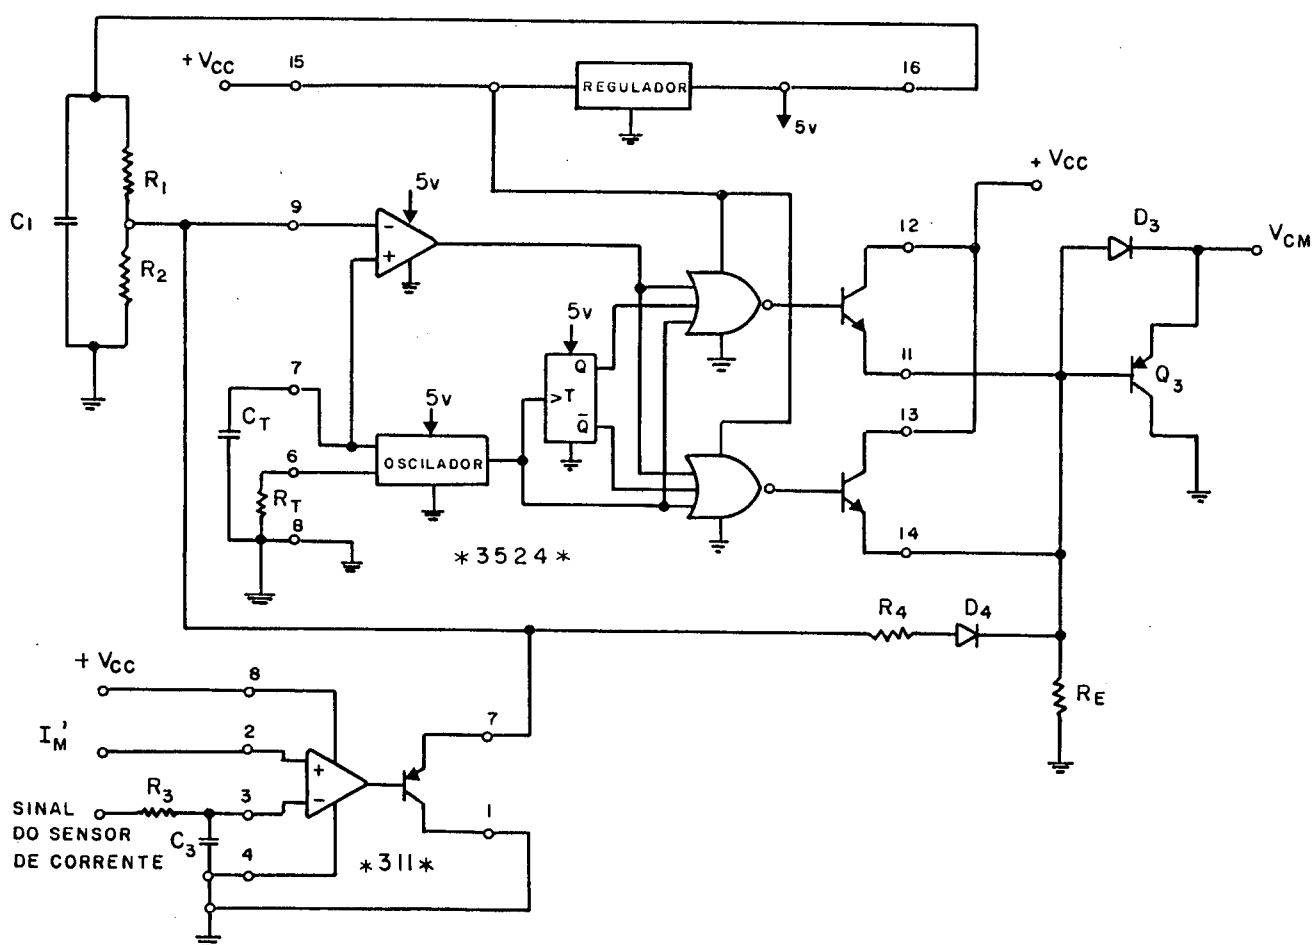 + VCC
15
REGULADOR
16
5v
+ VCC
C1
R1
R2
9
5v
-
+
12
D3
VCM
5v
Q
>T
Q̅
11
Q3
7
CT
5v
OSCILADOR
6
RT
8
13
14
*3524*
R4
D4
RE
+ VCC
8
IM'
2
+
-
7
R3
3
SINAL
DO SENSOR
DE CORRENTE
C3
4
1
*311*